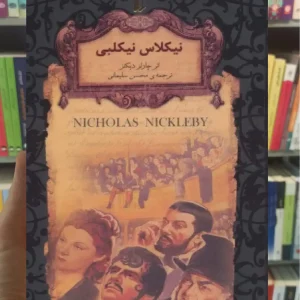 نیکلاس نیکلبی
اثر چارلز دیکنز
ترجمه‌ی محسن سلیمانی
NICHOLAS NICKLEBY